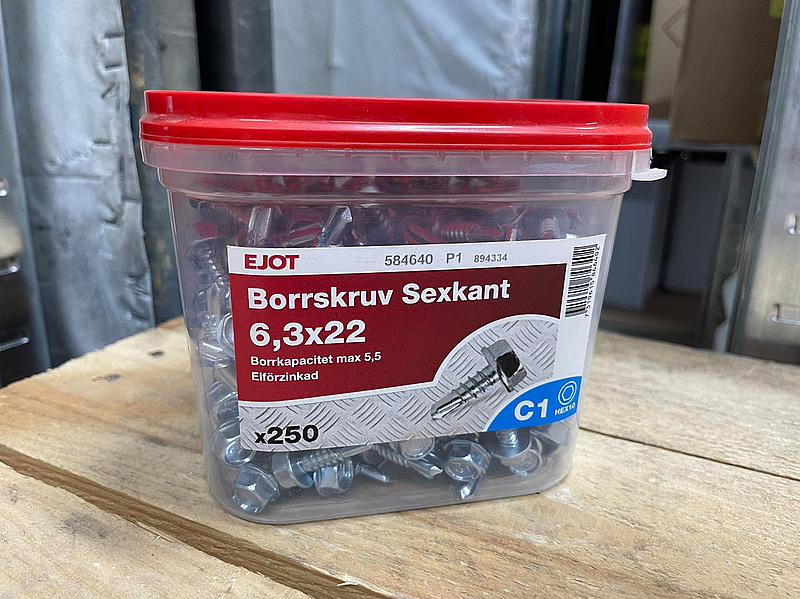 EJOT
584640 P1 894334
Borrskruv Sexkant
6,3x22
Borrkapacitet max 5,5
Elförzinkad
C1
HEX10
x250